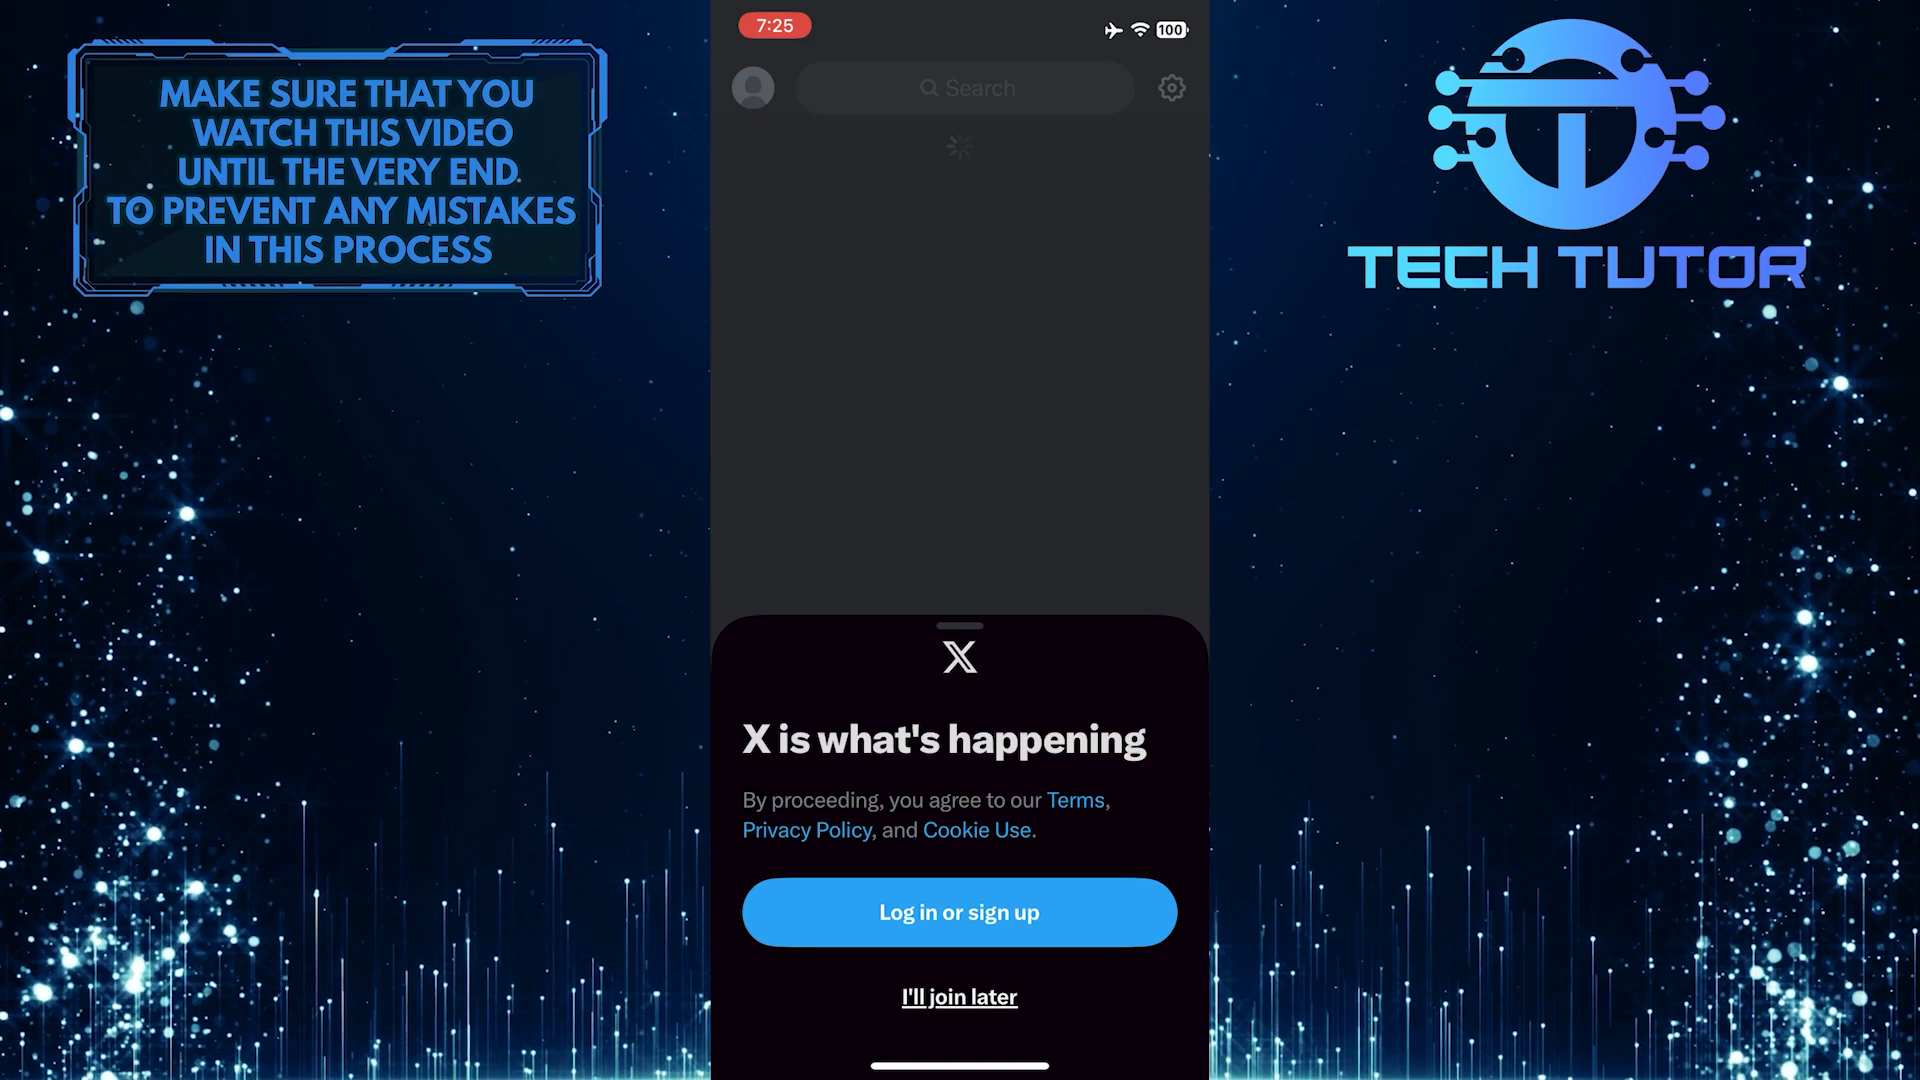 MAKE SURE THAT YOU
WATCH THIS VIDEO
UNTIL THE VERY END
TO PREVENT ANY MISTAKES
IN THIS PROCESS
7:25
100
Search
TECH TUTOR
X is what's happening
By proceeding, you agree to our Terms,
Privacy Policy, and Cookie Use.
Log in or sign up
I'll join later